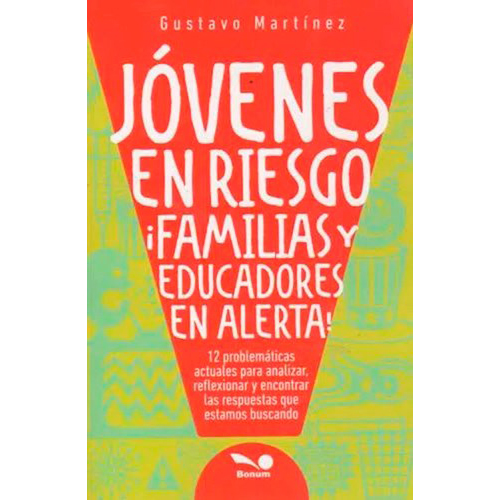 Gustavo Martínez
JÓVENES
EN RIESGO
¡FAMILIAS Y
EDUCADORES
EN ALERTA!
12 problemáticas
actuales para analizar,
reflexionar y encontrar
las respuestas que
estamos buscando
Bonum